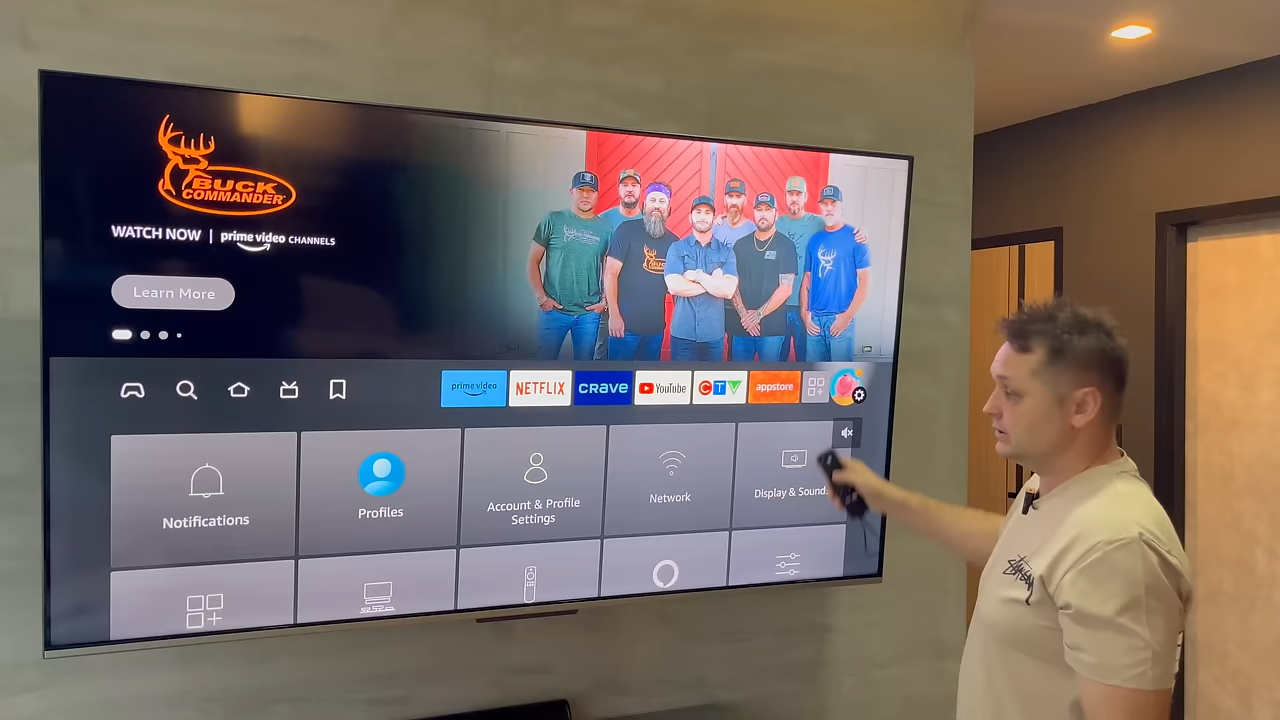 BUCK
COMMANDER
WATCH NOW | prime video CHANNELS
Learn More
prime video
NETFLIX
CRAVE
YouTube
CTV
appstore
Notifications
Profiles
Account & Profile
Settings
Network
Display & Sounds
STUSSY